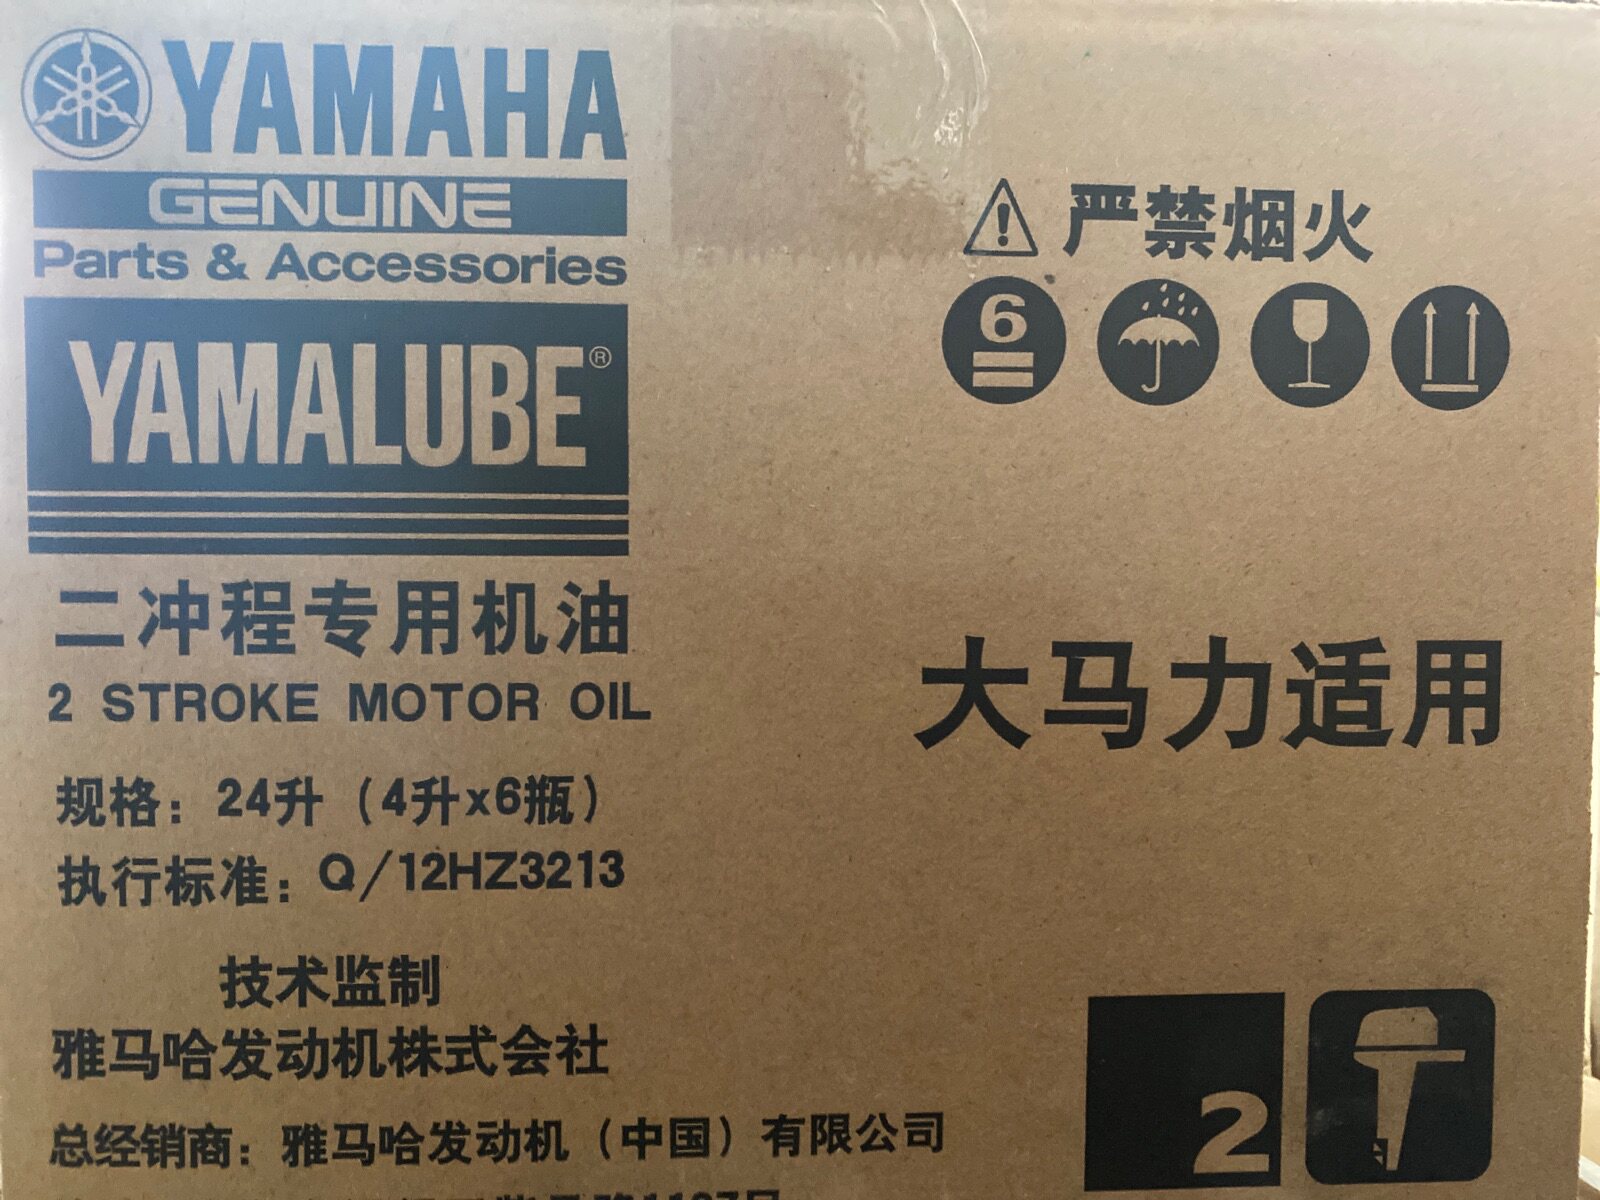 YAMAHA
GENUINE
Parts & Accessories
YAMALUBE®
二冲程专用机油
2 STROKE MOTOR OIL
规格：24升（4升x6瓶）
执行标准：Q/12HZ3213
技术监制
雅马哈发动机株式会社
总经销商：雅马哈发动机（中国）有限公司
严禁烟火
6
大马力适用
2